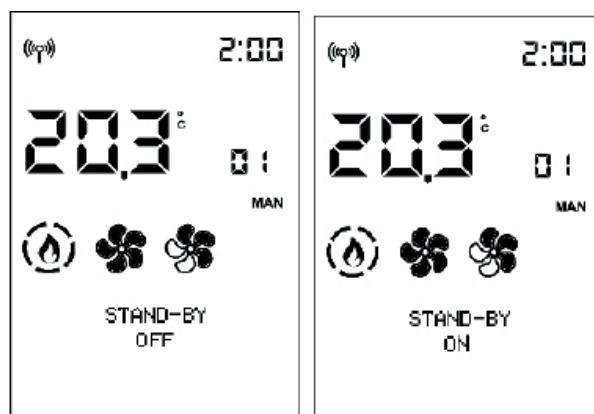 2:00
20.3 °C
01
MAN
STAND-BY
OFF
2:00
20.3 °C
01
MAN
STAND-BY
ON